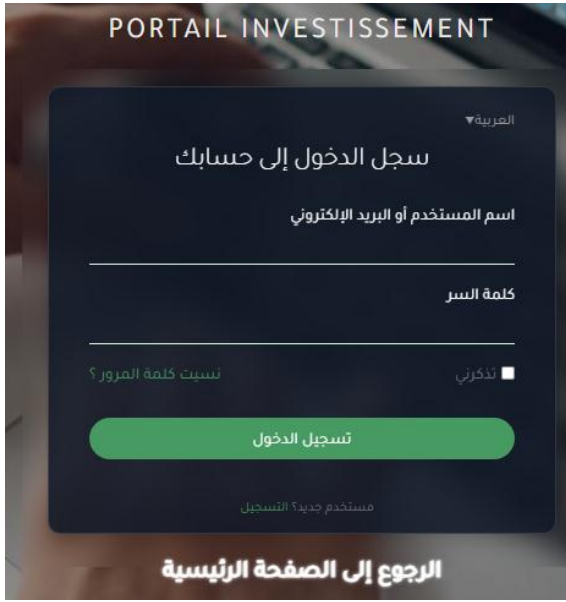 PORTAIL INVESTISSEMENT
العربية▼
سجل الدخول إلى حسابك
اسم المستخدم أو البريد الإلكتروني
كلمة السر
تذكرني نسيت كلمة المرور ؟
تسجيل الدخول
مستخدم جديد؟ التسجيل
الرجوع إلى الصفحة الرئيسية